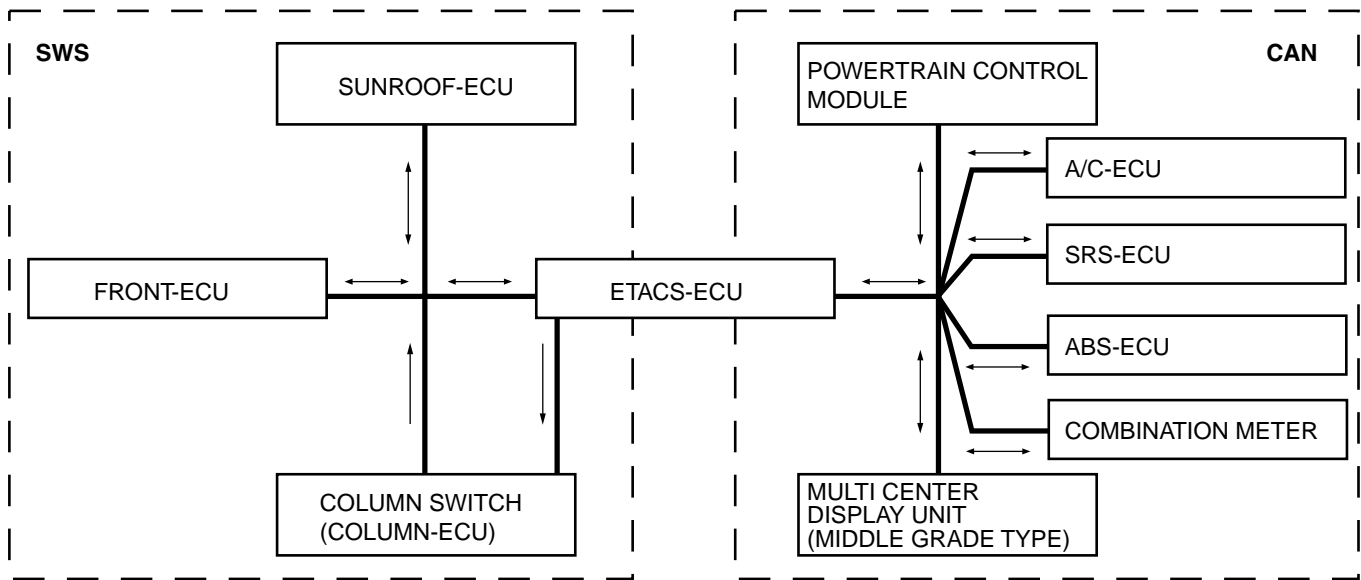 SWS
SUNROOF-ECU
FRONT-ECU
ETACS-ECU
COLUMN SWITCH
(COLUMN-ECU)
CAN
POWERTRAIN CONTROL
MODULE
A/C-ECU
SRS-ECU
ABS-ECU
COMBINATION METER
MULTI CENTER
DISPLAY UNIT
(MIDDLE GRADE TYPE)